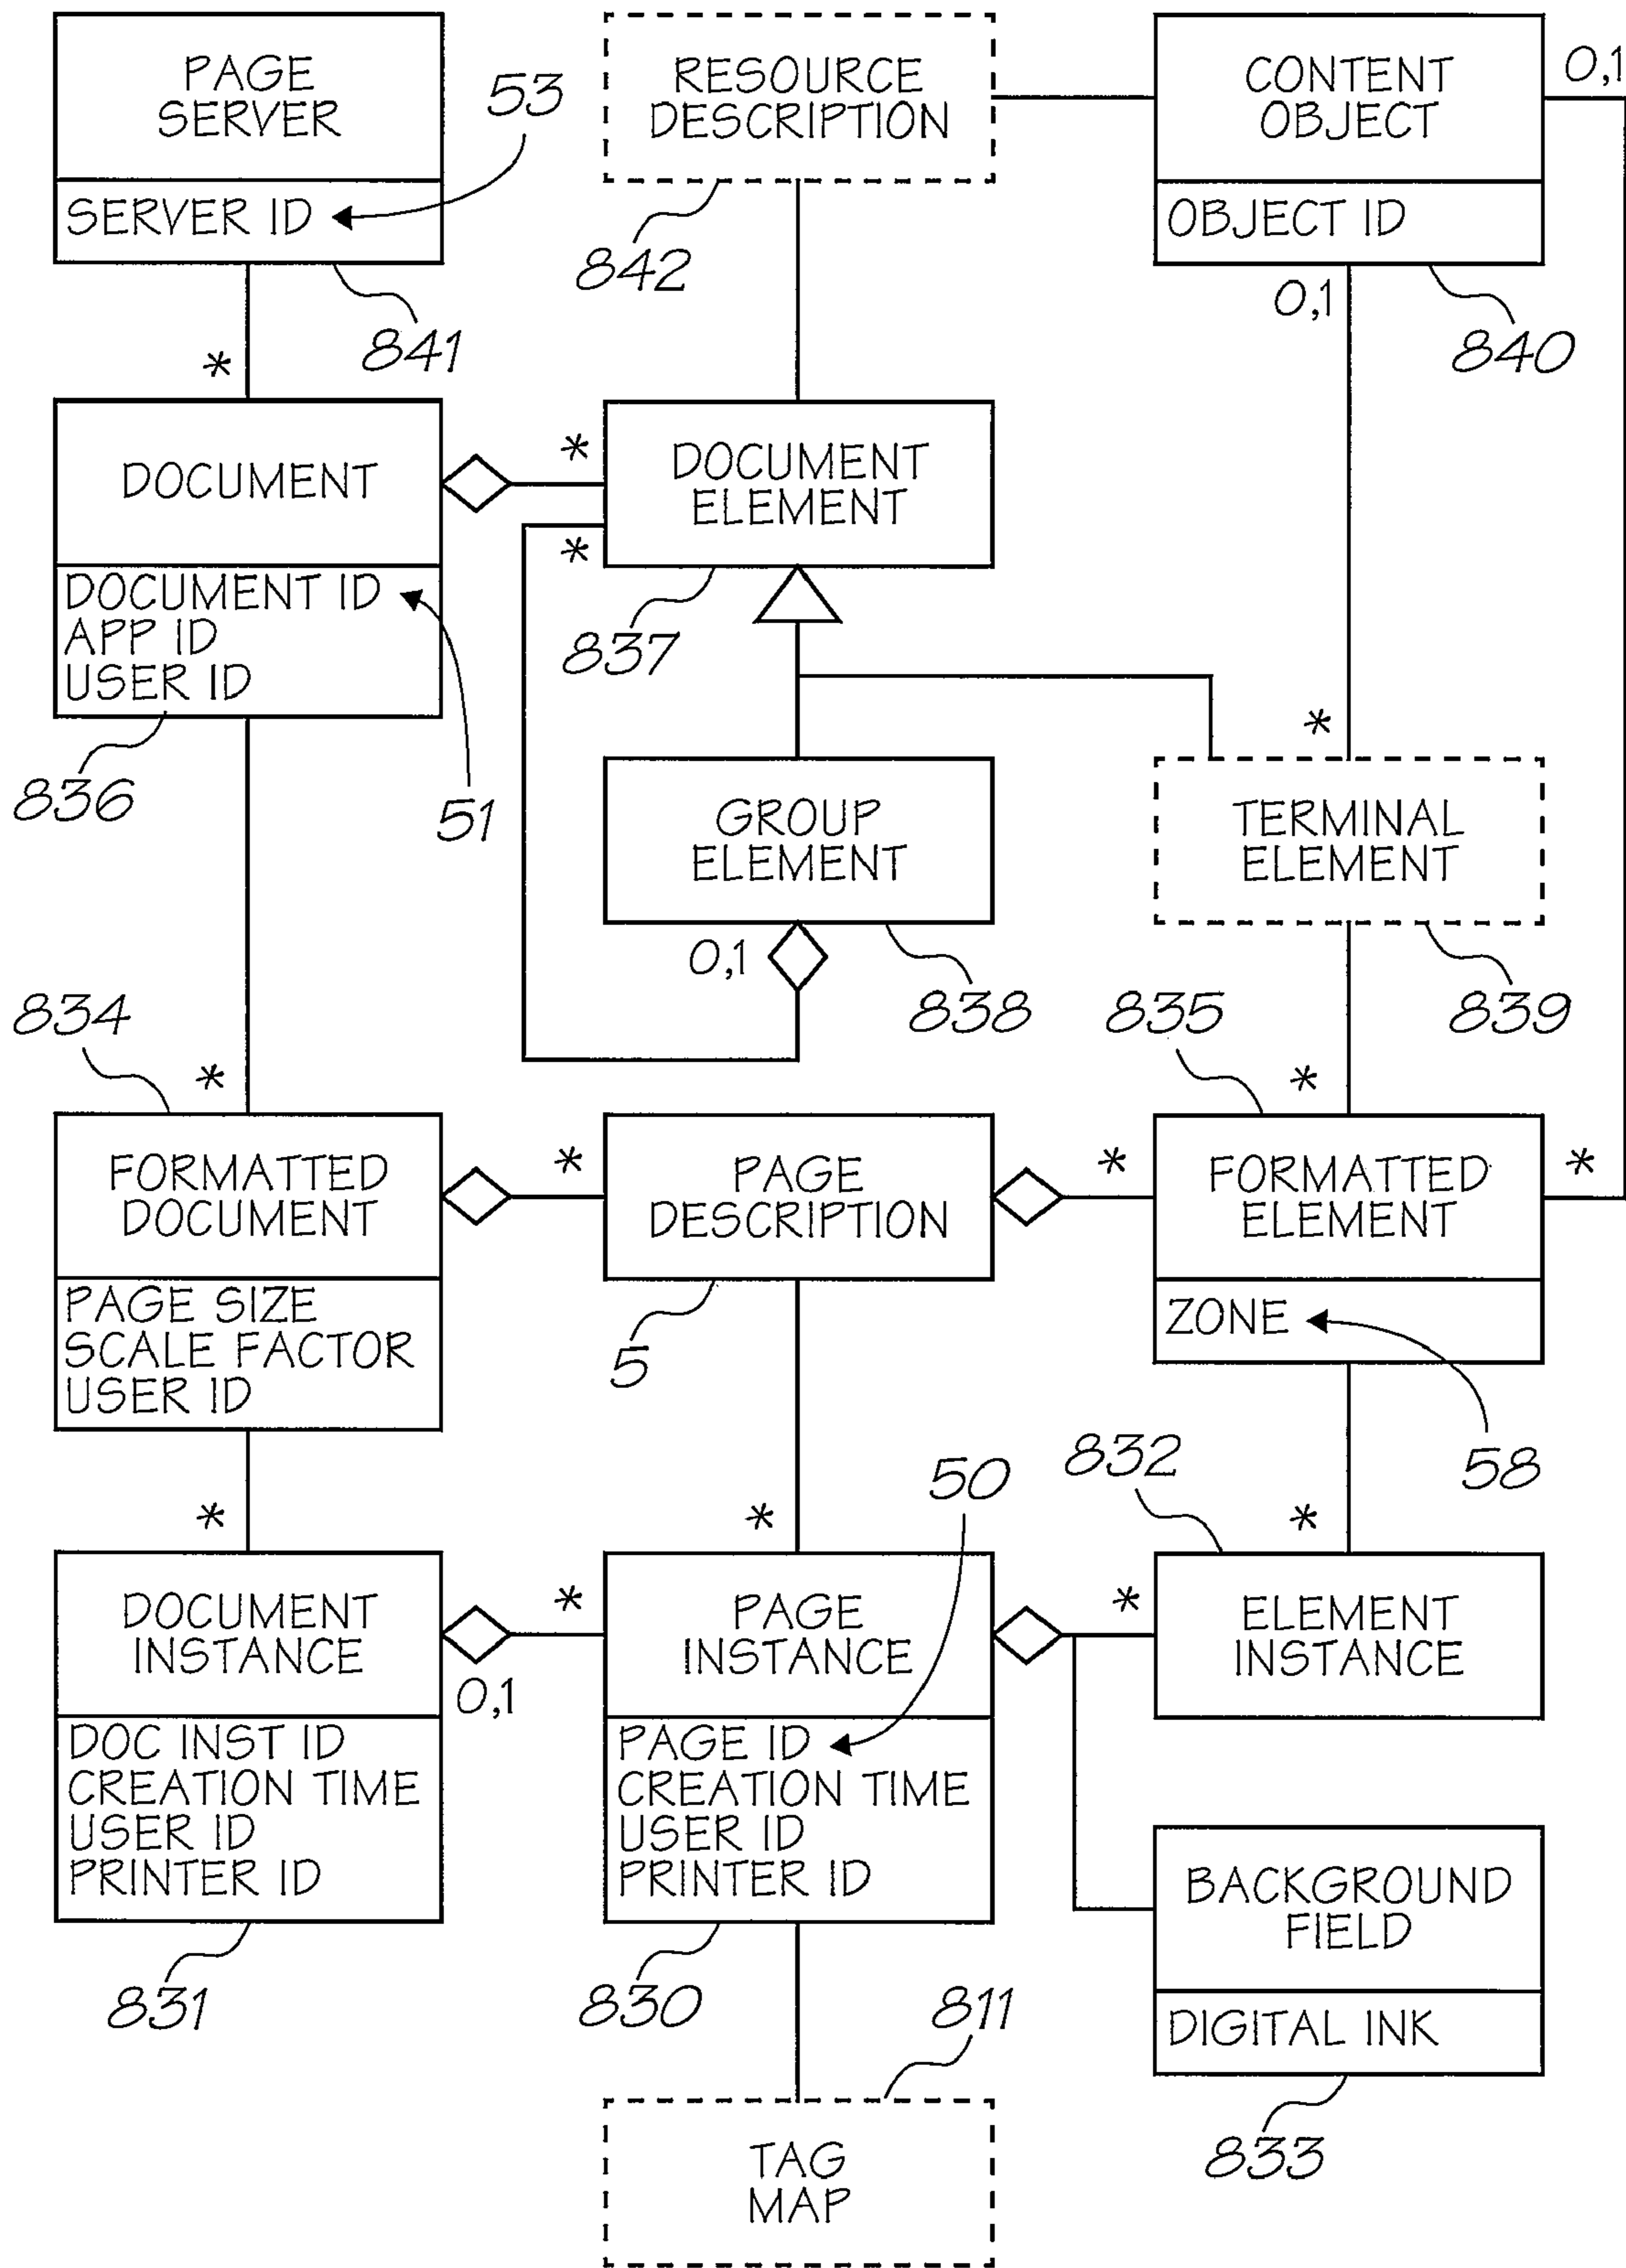 PAGE
SERVER
SERVER ID
53
841
RESOURCE
DESCRIPTION
842
CONTENT
OBJECT
OBJECT ID
0,1
0,1
840
*
DOCUMENT
DOCUMENT ID
APP ID
USER ID
836
51
*
*
DOCUMENT
ELEMENT
837
GROUP
ELEMENT
0,1
838
*
TERMINAL
ELEMENT
839
834
*
FORMATTED
DOCUMENT
PAGE SIZE
SCALE FACTOR
USER ID
*
PAGE
DESCRIPTION
5
835
*
*
FORMATTED
ELEMENT
*
ZONE
58
*
DOCUMENT
INSTANCE
0,1
DOC INST ID
CREATION TIME
USER ID
PRINTER ID
831
50
*
*
PAGE
INSTANCE
PAGE ID
CREATION TIME
USER ID
PRINTER ID
830
832
*
*
ELEMENT
INSTANCE
BACKGROUND
FIELD
DIGITAL INK
833
811
TAG
MAP